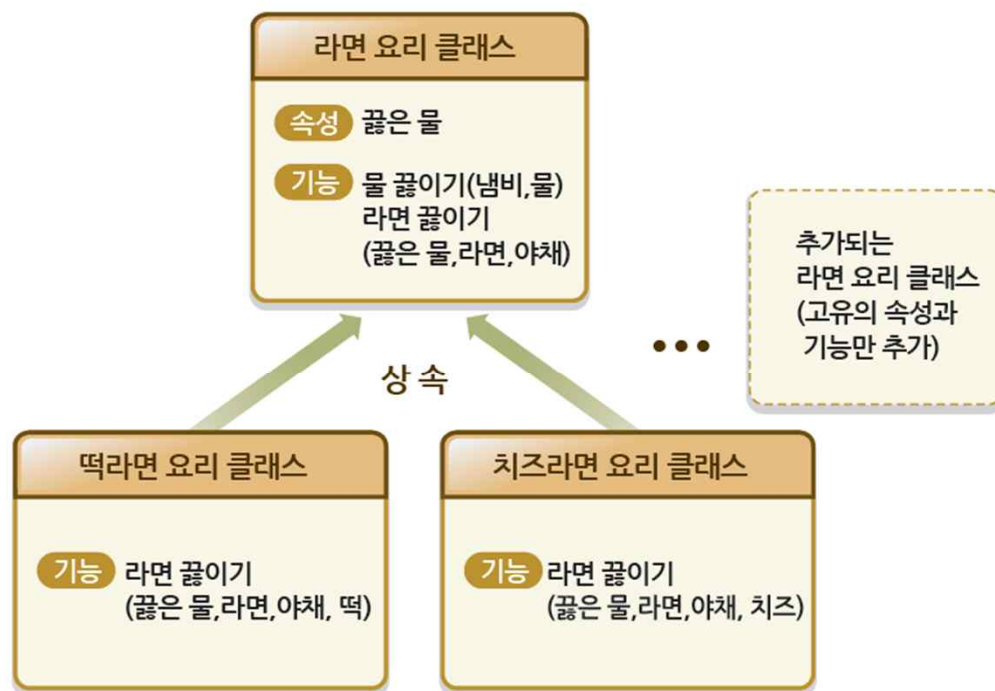 라면 요리 클래스
속성 끓은 물
기능 물 끓이기(냄비,물)
라면 끓이기
(끓은 물,라면,야채)
추가되는
라면 요리 클래스
(고유의 속성과
기능만 추가)
•••
상 속
떡라면 요리 클래스
기능 라면 끓이기
(끓은 물,라면,야채, 떡)
치즈라면 요리 클래스
기능 라면 끓이기
(끓은 물,라면,야채, 치즈)